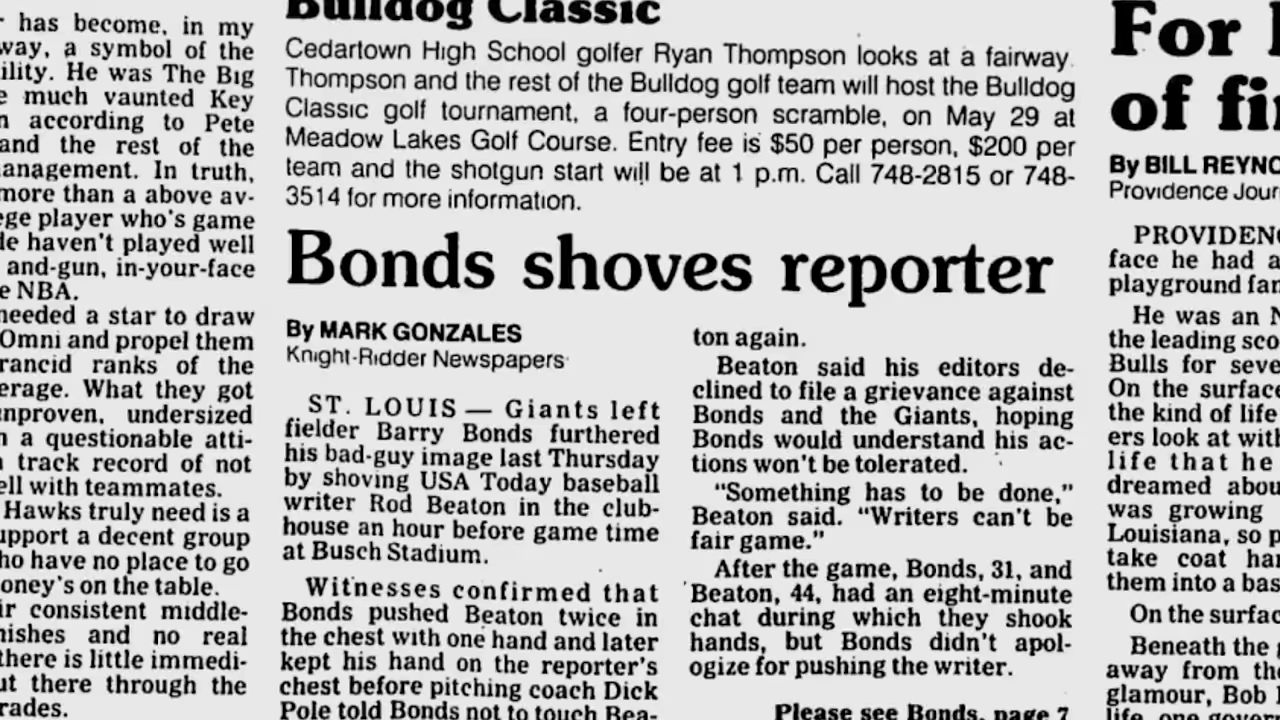 has become, in my
way, a symbol of the
ility. He was The Big
much vaunted Key
according to Pete
and the rest of the
anagement. In truth,
more than a above av-
ege player who's game
haven't played well
and-gun, in-your-face
NBA.
needed a star to draw
Omni and propel them
rancid ranks of the
erage. What they got
unproven, undersized
a questionable atti-
track record of not
ell with teammates.
Hawks truly need is a
upport a decent group
ho have no place to go
oney's on the table.
ir consistent middle-
nishes and no real
there is little immedi-
ut there through the
rades.
Bulldog Classic
Cedartown High School golfer Ryan Thompson looks at a fairway.
Thompson and the rest of the Bulldog golf team will host the Bulldog
Classic golf tournament, a four-person scramble, on May 29 at
Meadow Lakes Golf Course. Entry fee is $50 per person, $200 per
team and the shotgun start will be at 1 p.m. Call 748-2815 or 748-
3514 for more information.
Bonds shoves reporter
By MARK GONZALES
Knight-Ridder Newspapers
ST. LOUIS — Giants left
fielder Barry Bonds furthered
his bad-guy image last Thursday
by shoving USA Today baseball
writer Rod Beaton in the club-
house an hour before game time
at Busch Stadium.
Witnesses confirmed that
Bonds pushed Beaton twice in
the chest with one hand and later
kept his hand on the reporter's
chest before pitching coach Dick
Pole told Bonds not to touch Bea-
ton again.
Beaton said his editors de-
clined to file a grievance against
Bonds and the Giants, hoping
Bonds would understand his ac-
tions won't be tolerated.
"Something has to be done,"
Beaton said. "Writers can't be
fair game."
After the game, Bonds, 31, and
Beaton, 44, had an eight-minute
chat during which they shook
hands, but Bonds didn't apol-
ogize for pushing the writer.
Please see Bonds, page 7
For
of fi
By BILL REYNO
Providence Jour
PROVIDENC
face he had a
playground fan
He was an N
the leading sco
Bulls for seve
On the surface
the kind of life
ers look at with
life that he
dreamed abou
was growing
Louisiana, so p
take coat han
them into a bas
On the surfac
Beneath the g
away from the
glamour, Bob
life one gover